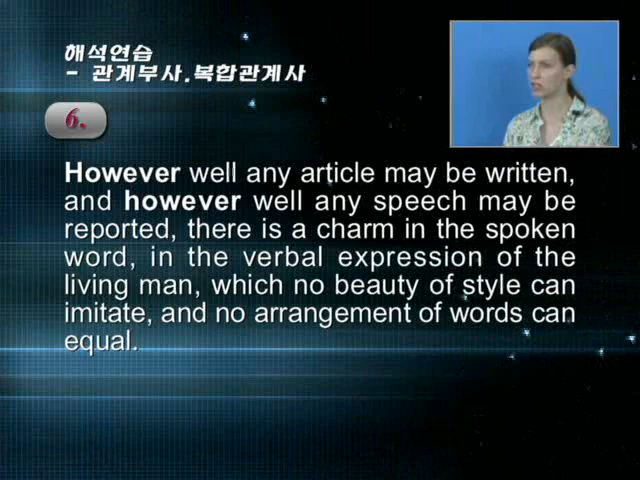 해석연습
- 관계부사.복합관계사
6.
However well any article may be written,
and however well any speech may be
reported, there is a charm in the spoken
word, in the verbal expression of the
living man, which no beauty of style can
imitate, and no arrangement of words can
equal.